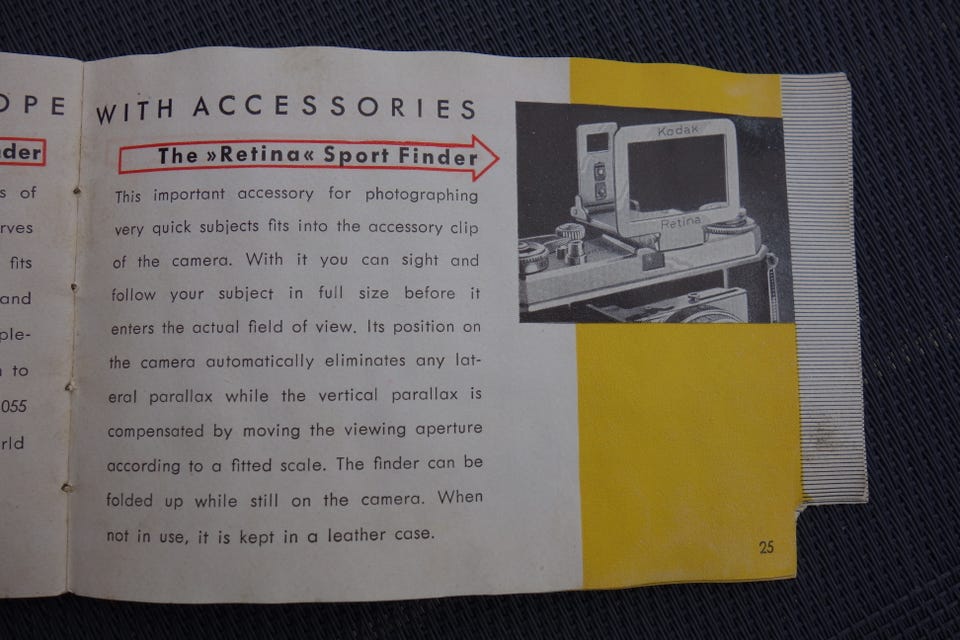 OPE
nder
s of
rves
fits
and
ple-
n to
055
rld
WITH ACCESSORIES
The »Retina« Sport Finder
This important accessory for photographing
very quick subjects fits into the accessory clip
of the camera. With it you can sight and
follow your subject in full size before it
enters the actual field of view. Its position on
the camera automatically eliminates any lat-
eral parallax while the vertical parallax is
compensated by moving the viewing aperture
according to a fitted scale. The finder can be
folded up while still on the camera. When
not in use, it is kept in a leather case.
Kodak
Retina
25